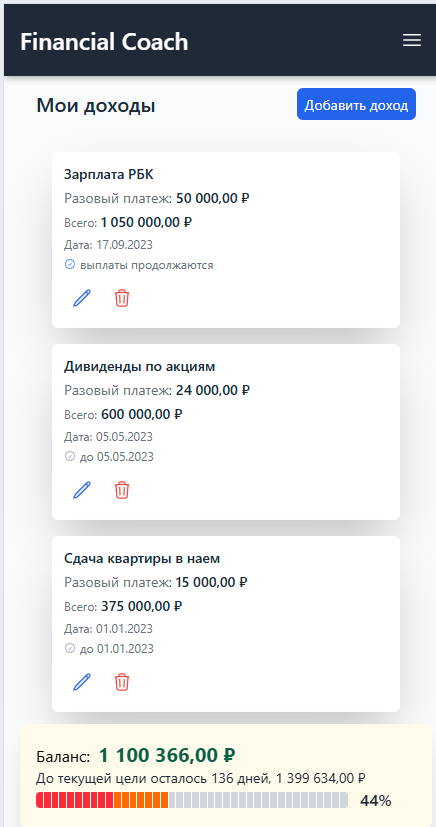 Financial Coach
Мои доходы
Добавить доход
Зарплата РБК
Разовый платеж: 50 000,00 ₽
Всего: 1 050 000,00 ₽
Дата: 17.09.2023
выплаты продолжаются
Дивиденды по акциям
Разовый платеж: 24 000,00 ₽
Всего: 600 000,00 ₽
Дата: 05.05.2023
до 05.05.2023
Сдача квартиры в наем
Разовый платеж: 15 000,00 ₽
Всего: 375 000,00 ₽
Дата: 01.01.2023
до 01.01.2023
Баланс: 1 100 366,00 ₽
До текущей цели осталось 136 дней, 1 399 634,00 ₽
44%